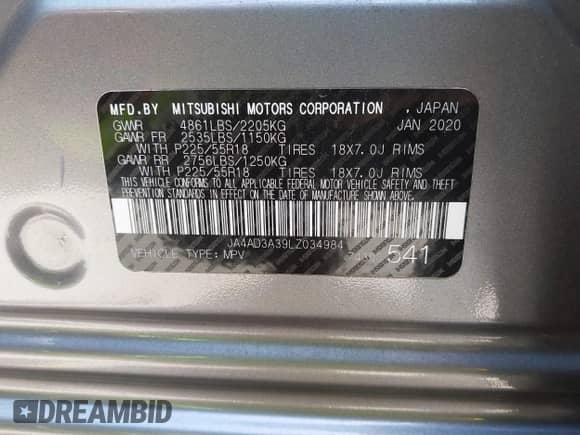 MFD.BY MITSUBISHI MOTORS CORPORATION , JAPAN
GVWR 4861LBS/2205KG JAN 2020
GAWR FR 2535LBS/1150KG
WITH P225/55R18 TIRES 18X7.0J RIMS
GAWR RR 2756LBS/1250KG
WITH P225/55R18 TIRES 18X7.0J RIMS
THIS VEHICLE CONFORMS TO ALL APPLICABLE FEDERAL MOTOR VEHICLE SAFETY AND
THEFT PREVENTION STANDARDS IN EFFECT ON THE DATE OF MANUFACTURE SHOWN ABOVE.
JA4AD3A39LZ034984
VEHICLE TYPE: MPV 541
DREAMBID